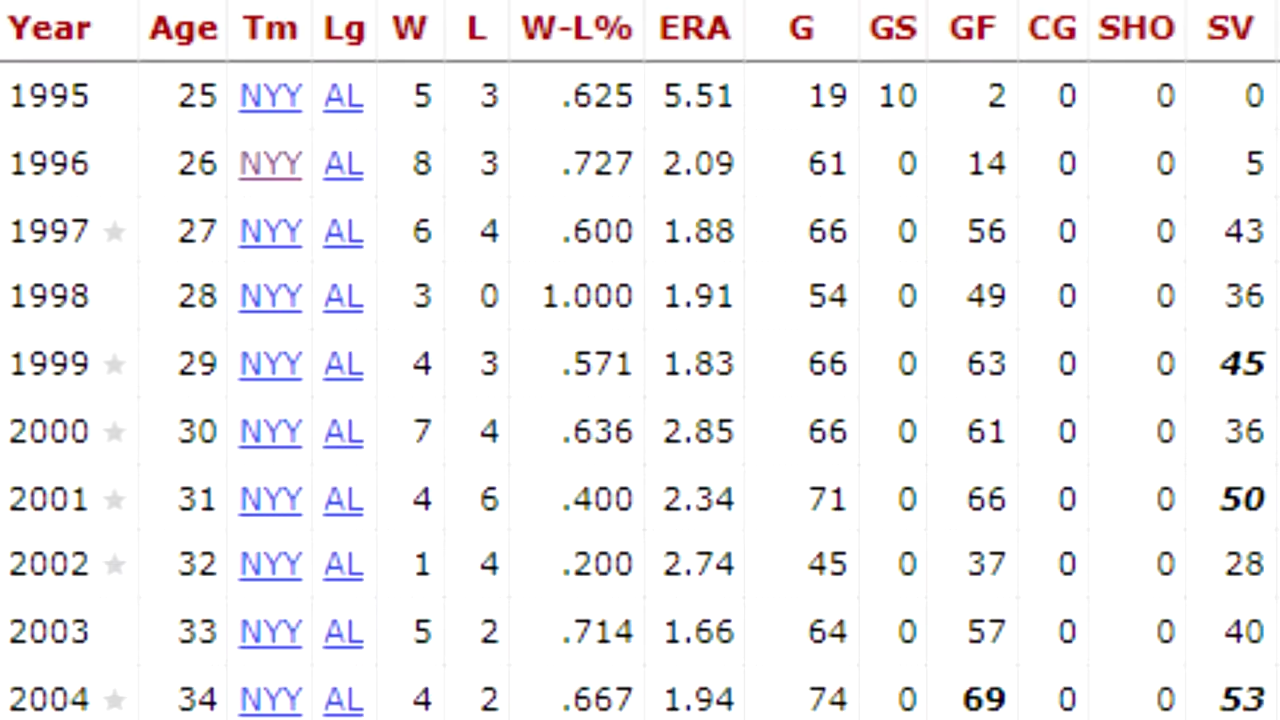 Year Age Tm Lg W L W-L% ERA G GS GF CG SHO SV
1995 25 NYY AL 5 3 .625 5.51 19 10 2 0 0 0
1996 26 NYY AL 8 3 .727 2.09 61 0 14 0 0 5
1997 ★ 27 NYY AL 6 4 .600 1.88 66 0 56 0 0 43
1998 28 NYY AL 3 0 1.000 1.91 54 0 49 0 0 36
1999 ★ 29 NYY AL 4 3 .571 1.83 66 0 63 0 0 45
2000 ★ 30 NYY AL 7 4 .636 2.85 66 0 61 0 0 36
2001 ★ 31 NYY AL 4 6 .400 2.34 71 0 66 0 0 50
2002 ★ 32 NYY AL 1 4 .200 2.74 45 0 37 0 0 28
2003 33 NYY AL 5 2 .714 1.66 64 0 57 0 0 40
2004 ★ 34 NYY AL 4 2 .667 1.94 74 0 69 0 0 53